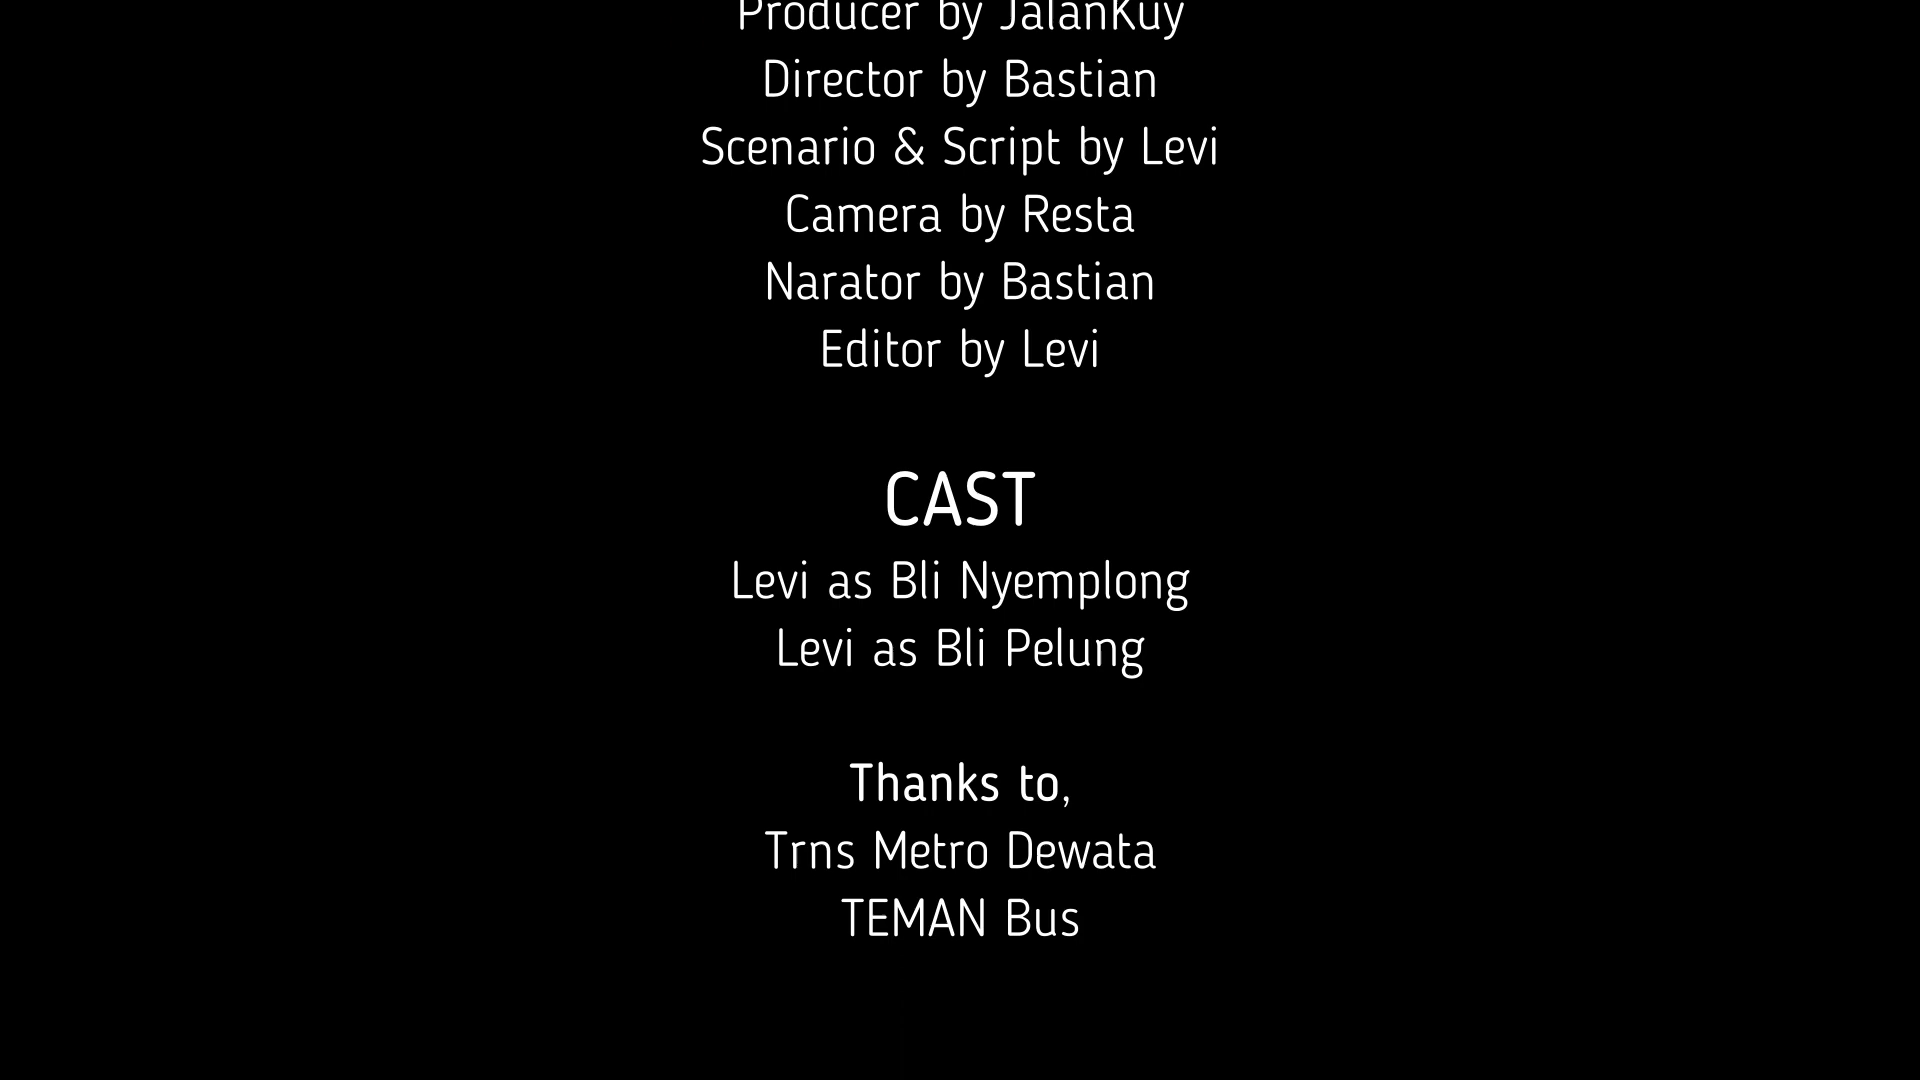 Producer by JalanKuy
Director by Bastian
Scenario & Script by Levi
Camera by Resta
Narator by Bastian
Editor by Levi
CAST
Levi as Bli Nyemplong
Levi as Bli Pelung
Thanks to,
Trns Metro Dewata
TEMAN Bus